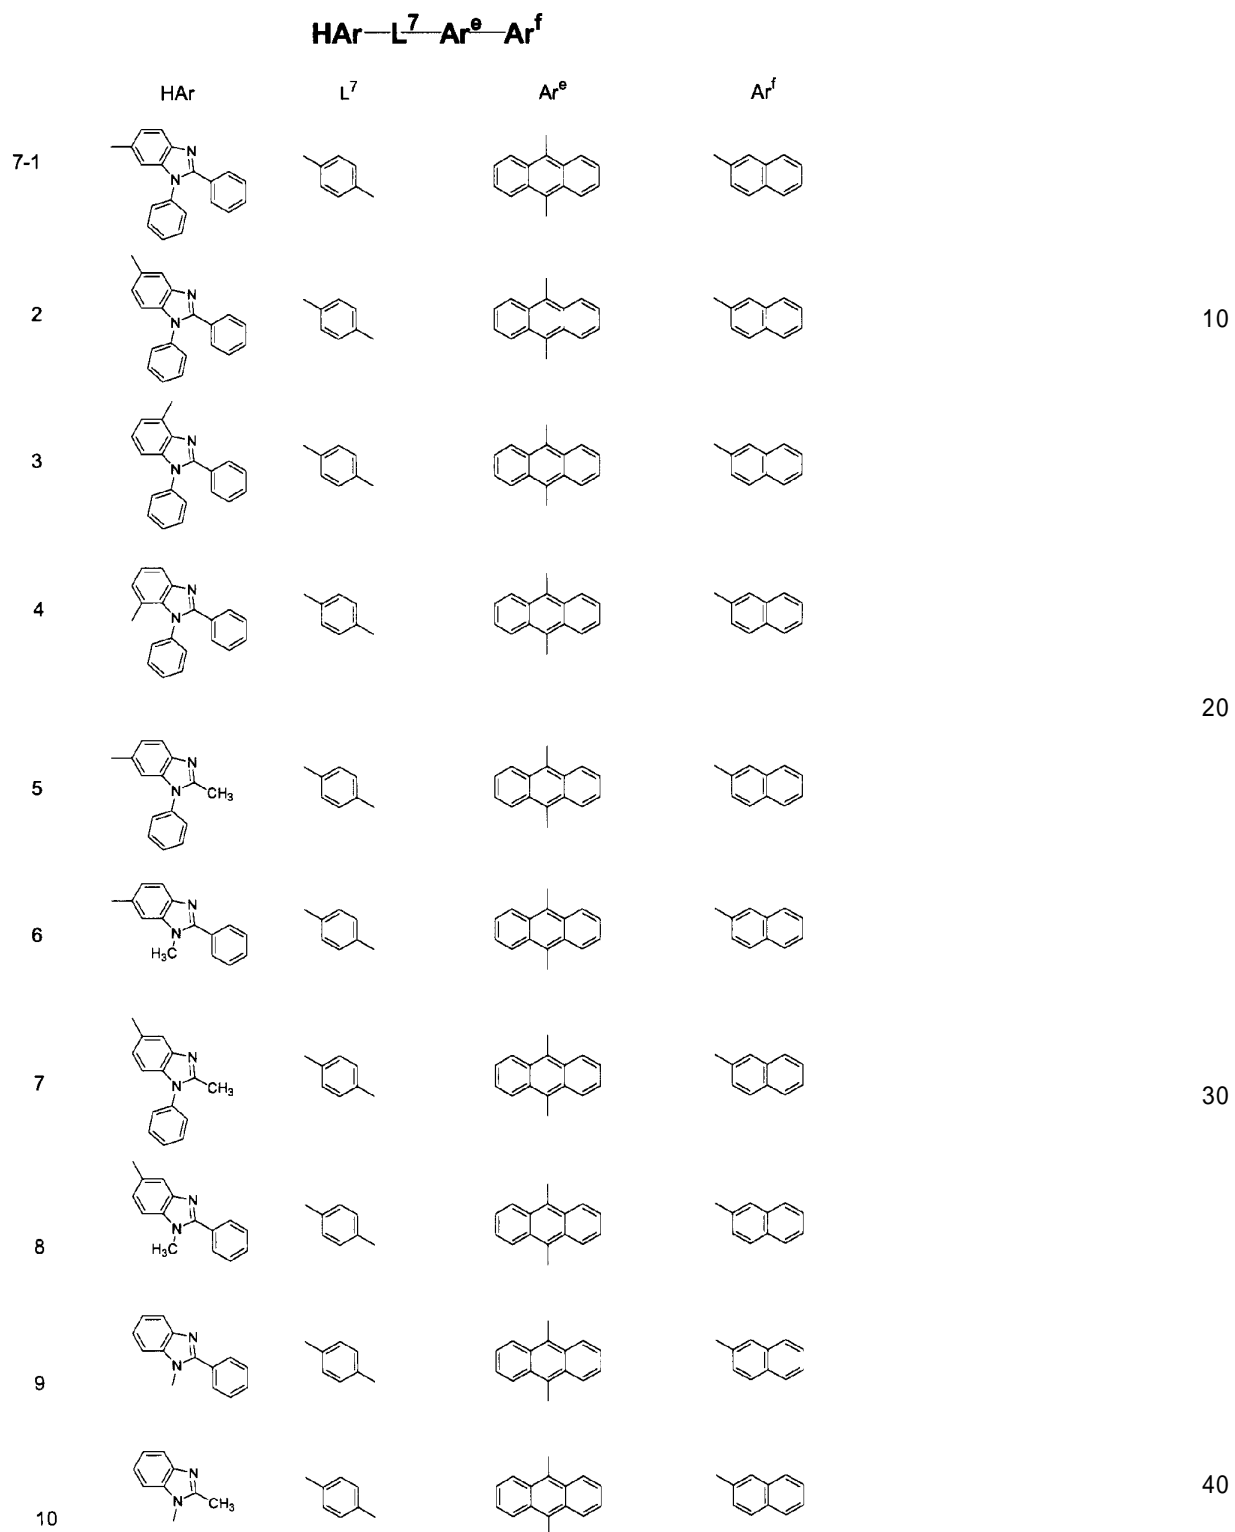 HAr—L⁷—Arᵉ—Arᶠ
HAr L⁷ Arᵉ Arᶠ
7-1 N N
2 N N 10
3 N N
4 N N
20
5 N N CH₃
6 N N H₃C
7 N N CH₃ 30
8 N N H₃C
9 N N
10 N N CH₃ 40